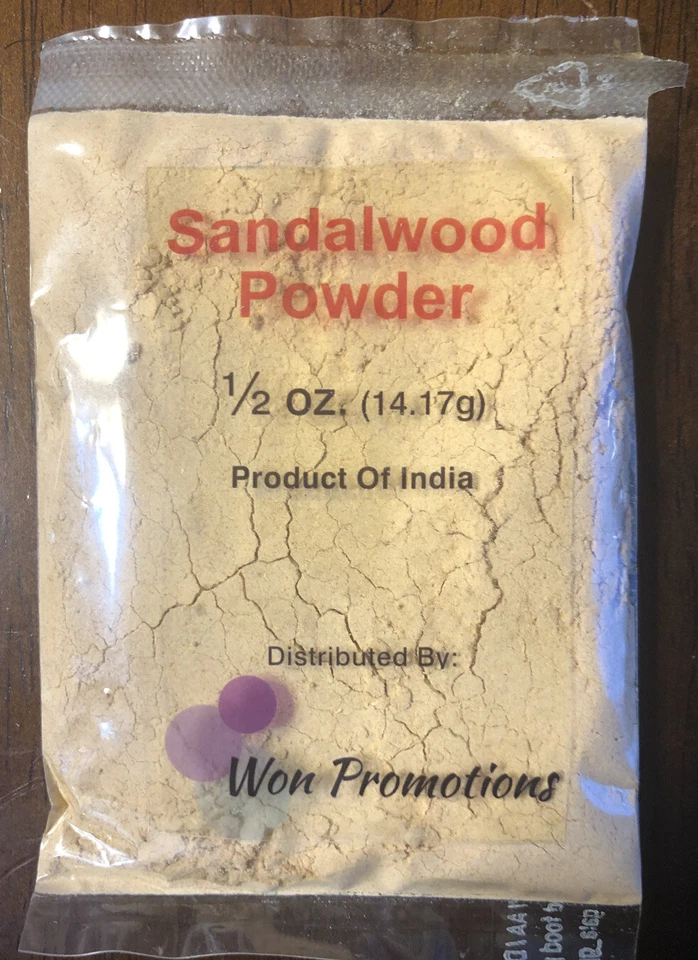 Sandalwood
Powder
½ OZ. (14.17g)
Product Of India
Distributed By:
Won Promotions